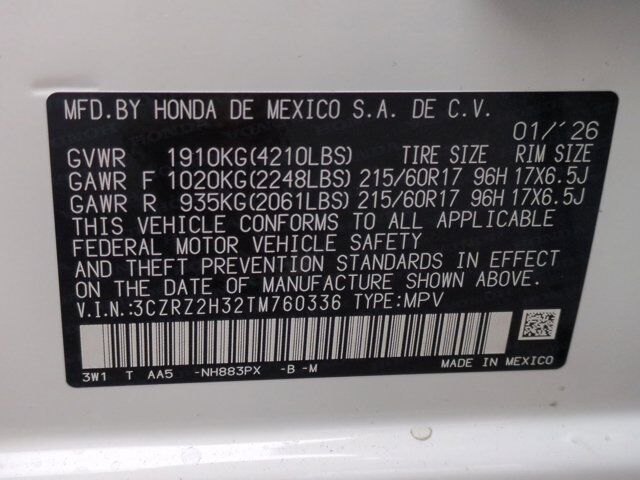 MFD.BY HONDA DE MEXICO S.A. DE C.V.
01/'26
GVWR 1910KG(4210LBS) TIRE SIZE RIM SIZE
GAWR F 1020KG(2248LBS) 215/60R17 96H 17X6.5J
GAWR R 935KG(2061LBS) 215/60R17 96H 17X6.5J
THIS VEHICLE CONFORMS TO ALL APPLICABLE
FEDERAL MOTOR VEHICLE SAFETY
AND THEFT PREVENTION STANDARDS IN EFFECT
ON THE DATE OF MANUFACTURE SHOWN ABOVE.
V.I.N.:3CZRZ2H32TM760336 TYPE:MPV
MADE IN MEXICO
3W1 T AA5 -NH883PX -B -M